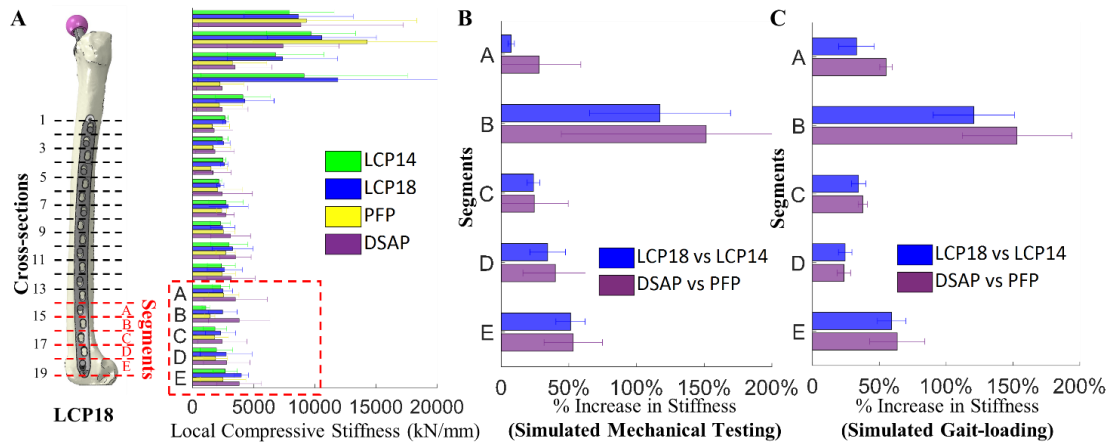 A
Cross-sections
1
3
5
7
9
11
13
15
17
19
A
B
C
D
E
Segments
LCP18
LCP14
LCP18
PFP
DSAP
A
B
C
D
E
0
5000
10000
15000
20000
Local Compressive Stiffness (kN/mm)
B
Segments
A
B
C
D
E
LCP18 vs LCP14
DSAP vs PFP
0
50%
100%
150%
200%
% Increase in Stiffness
(Simulated Mechanical Testing)
C
Segments
A
B
C
D
E
LCP18 vs LCP14
DSAP vs PFP
0
50%
100%
150%
200%
% Increase in Stiffness
(Simulated Gait-loading)